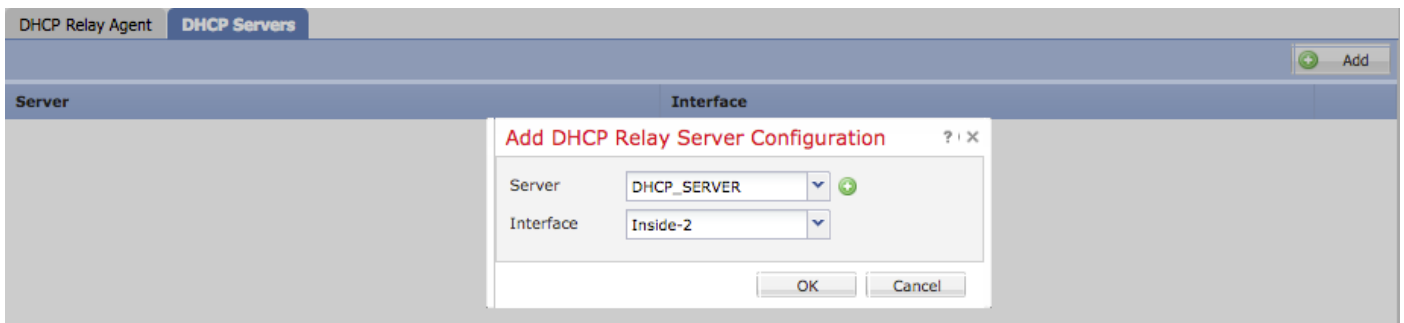 DHCP Relay Agent DHCP Servers
Add
Server Interface
Add DHCP Relay Server Configuration ?
Server DHCP_SERVER
Interface Inside-2
OK Cancel